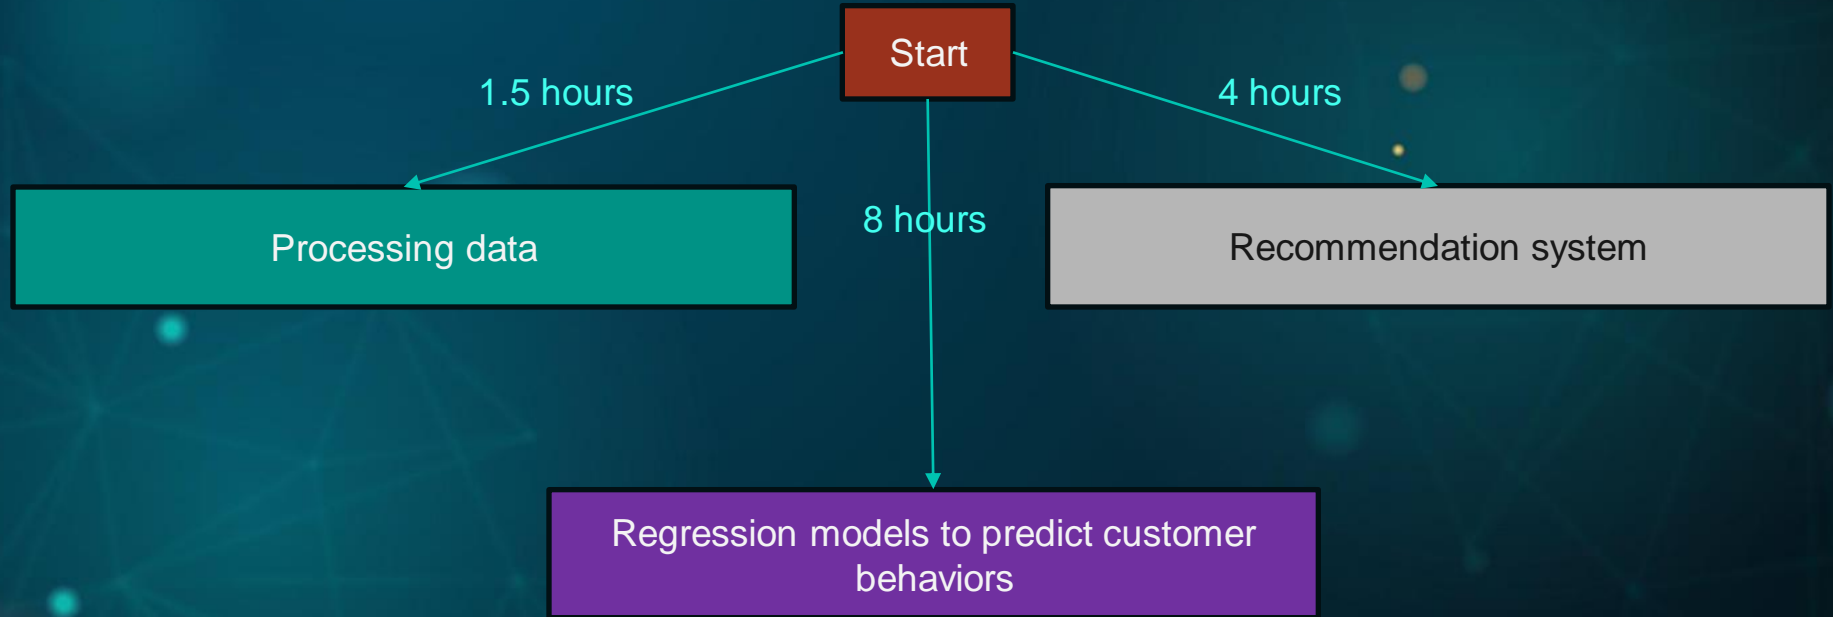 Start
1.5 hours
4 hours
Processing data
8 hours
Recommendation system
Regression models to predict customer
behaviors